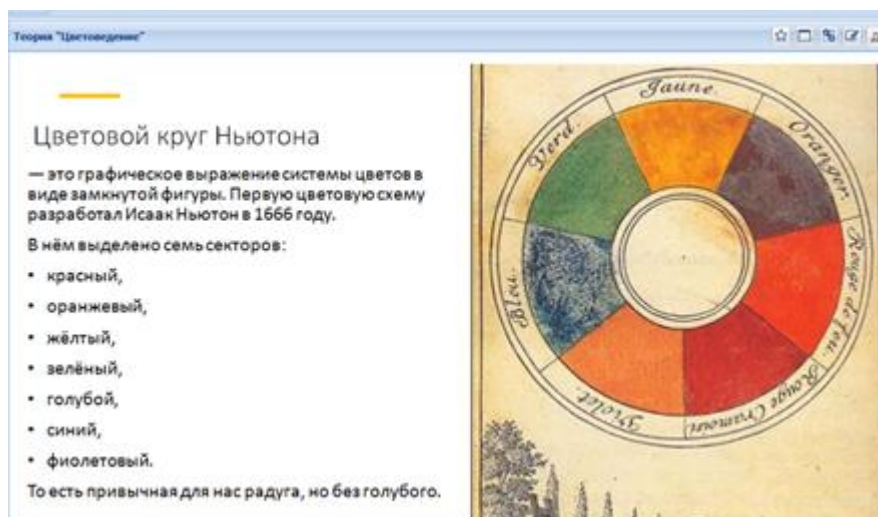 Теория "Цветоведение"
Цветовой круг Ньютона
— это графическое выражение системы цветов в
виде замкнутой фигуры. Первую цветовую схему
разработал Исаак Ньютон в 1666 году.
В нём выделено семь секторов:
• красный,
• оранжевый,
• жёлтый,
• зелёный,
• голубой,
• синий,
• фиолетовый.
То есть привычная для нас радуга, но без голубого.
Jaune.
Oranger.
Rouge de feu.
Rouge Cramoisi
Violet.
Bleu.
Verd.